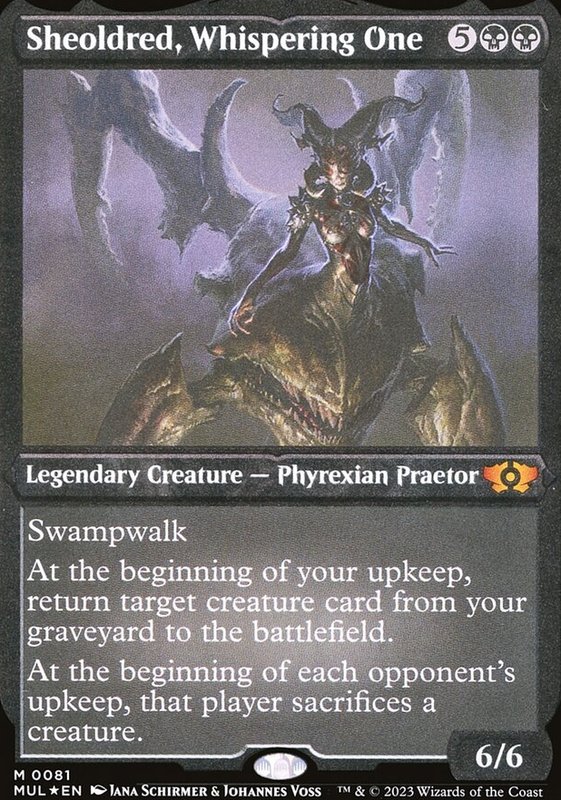 Sheoldred, Whispering One 5
Legendary Creature — Phyrexian Praetor
Swampwalk
At the beginning of your upkeep,
return target creature card from your
graveyard to the battlefield.
At the beginning of each opponent's
upkeep, that player sacrifices a
creature.
6/6
M 0081
MUL★EN Jana Schirmer & Johannes Voss ™ & © 2023 Wizards of the Coast